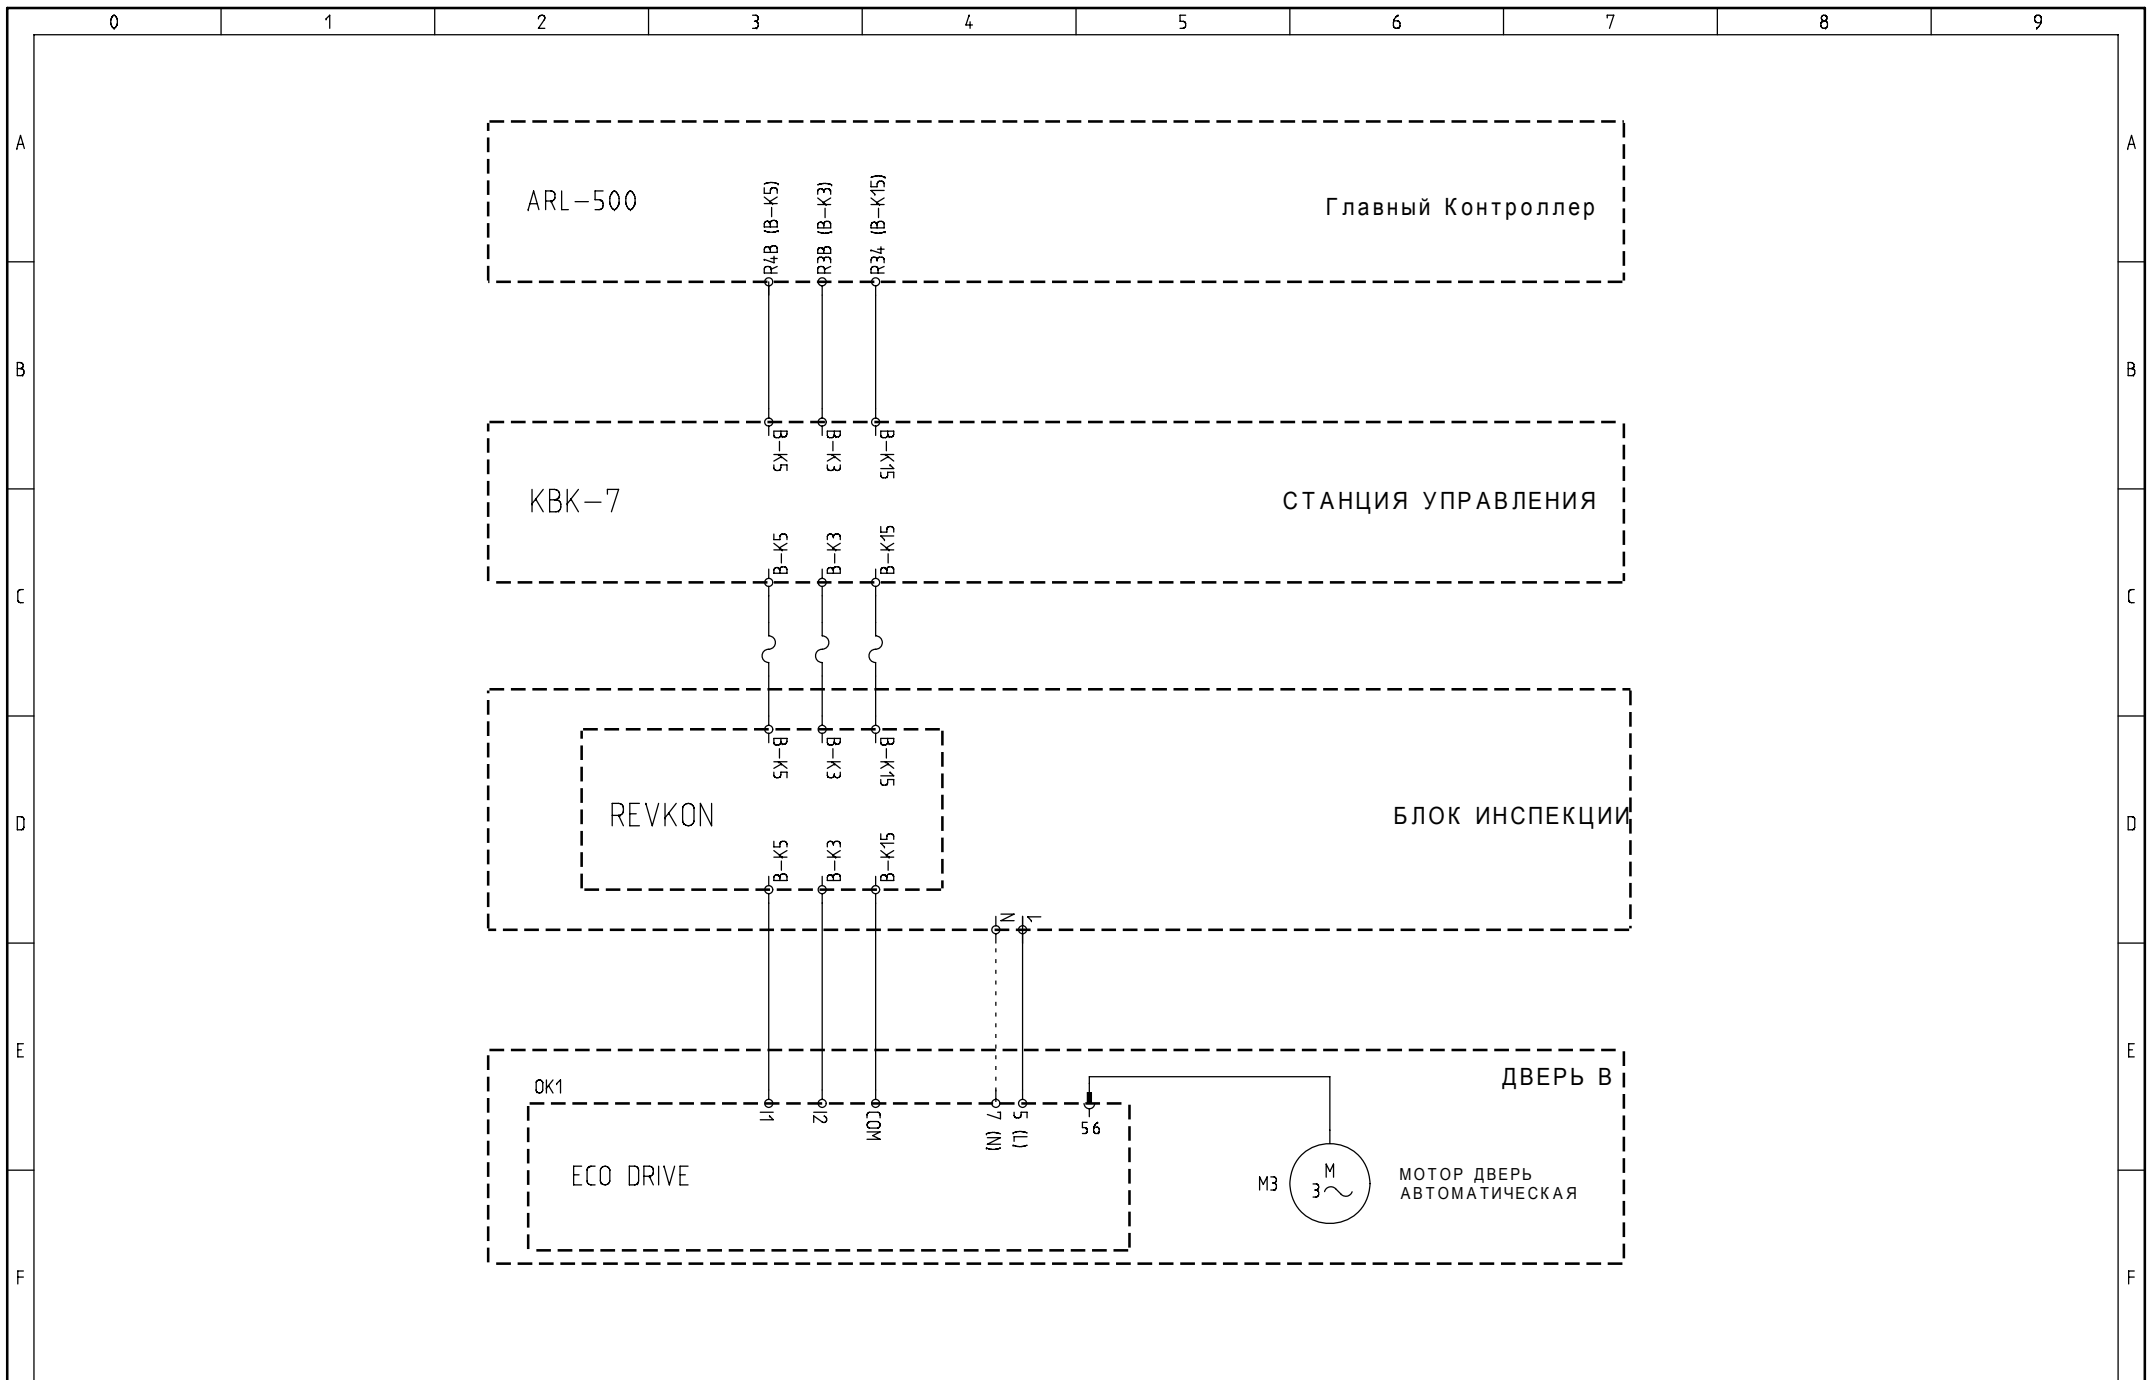 0 1 2 3 4 5 6 7 8 9
A A
ARL-500
R4B (B-K5)
R3B (B-K3)
R34 (B-K15)
Главный Контроллер
B B
B-K5
B-K3
B-K15
KBK-7
СТАНЦИЯ УПРАВЛЕНИЯ
B-K5
B-K3
B-K15
C C
B-K5
B-K3
B-K15
REVKON
БЛОК ИНСПЕКЦИИ
D D
B-K5
B-K3
B-K15
N
1
E E
ДВЕРЬ В
OK1
I1
I2
COM
7 (N)
5 (L)
56
ECO DRIVE
M3
M
3~
МОТОР ДВЕРЬ
АВТОМАТИЧЕСКАЯ
F F